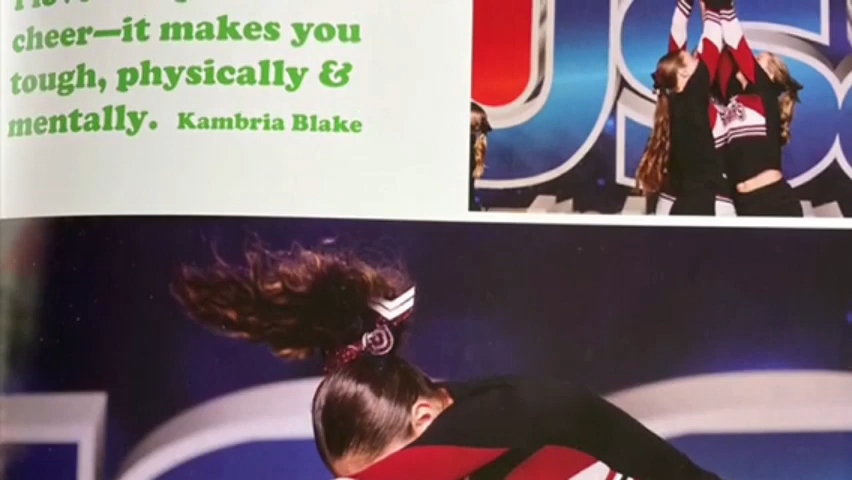 cheer—it makes you
tough, physically &
mentally. Kambria Blake